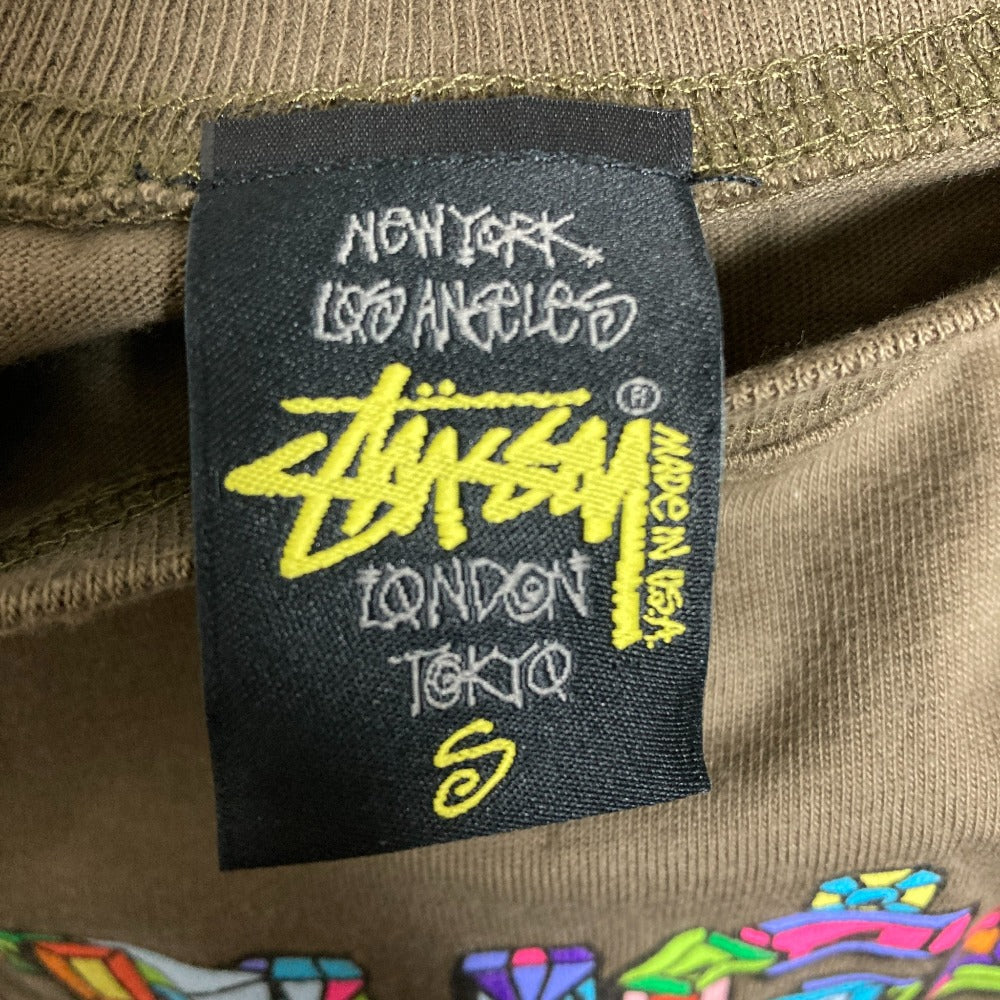 NEW YORK
LOS ANGELES
Stüssy ®
MADE IN U.S.A.
LONDON
TOKYO
S